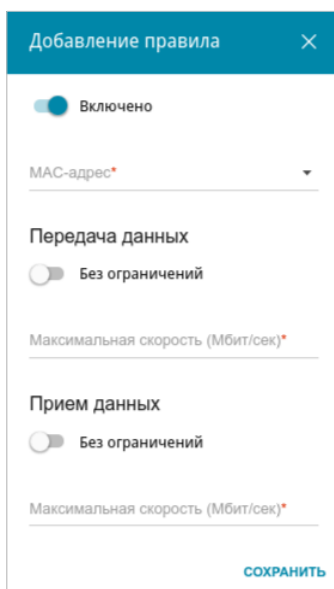 Добавление правила
Включено
MAC-адрес*
Передача данных
Без ограничений
Максимальная скорость (Мбит/сек)*
Прием данных
Без ограничений
Максимальная скорость (Мбит/сек)*
СОХРАНИТЬ